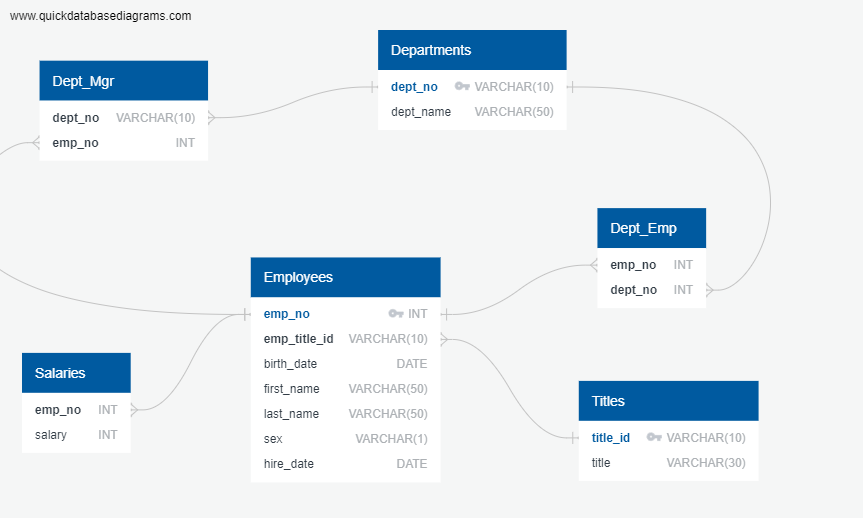 www.quickdatabasediagrams.com
Departments
dept_no VARCHAR(10)
dept_name VARCHAR(50)
Dept_Mgr
dept_no VARCHAR(10)
emp_no INT
Dept_Emp
emp_no INT
dept_no INT
Employees
emp_no INT
emp_title_id VARCHAR(10)
birth_date DATE
first_name VARCHAR(50)
last_name VARCHAR(50)
sex VARCHAR(1)
hire_date DATE
Salaries
emp_no INT
salary INT
Titles
title_id VARCHAR(10)
title VARCHAR(30)